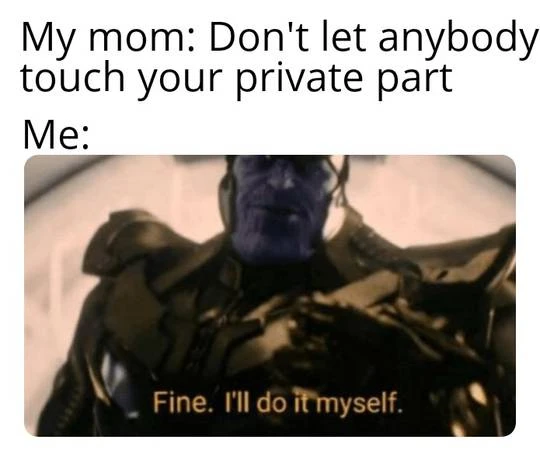 My mom: Don't let anybody
touch your private part
Me:
Fine. I'll do it myself.